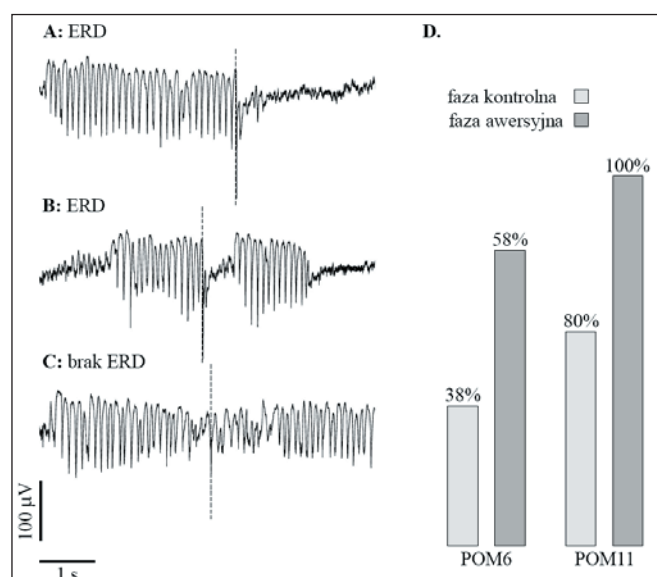 A: ERD
B: ERD
C: brak ERD
100 µV
1 s
D.
faza kontrolna
faza awersyjna
38%
58%
80%
100%
POM6
POM11